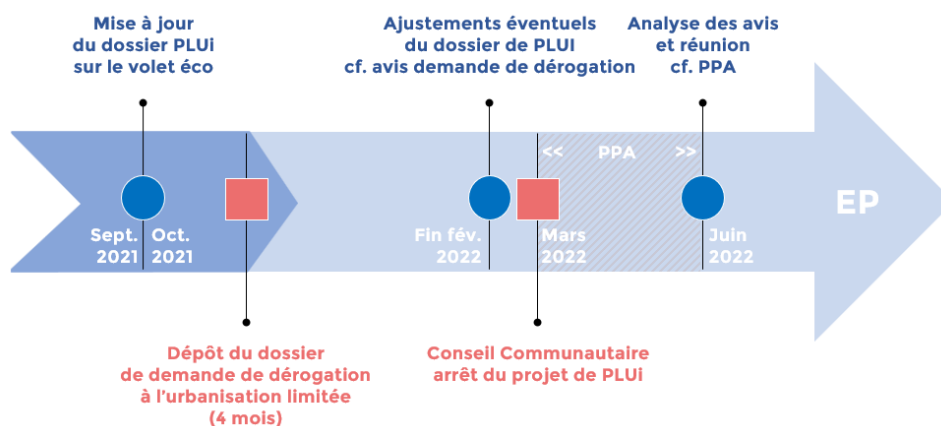 Mise à jour
du dossier PLUi
sur le volet éco
Ajustements éventuels
du dossier de PLUI
cf. avis demande de dérogation
Analyse des avis
et réunion
cf. PPA
<< PPA >>
EP
Sept.
2021
Oct.
2021
Fin fév.
2022
Mars
2022
Juin
2022
Dépôt du dossier
de demande de dérogation
à l'urbanisation limitée
(4 mois)
Conseil Communautaire
arrêt du projet de PLUi